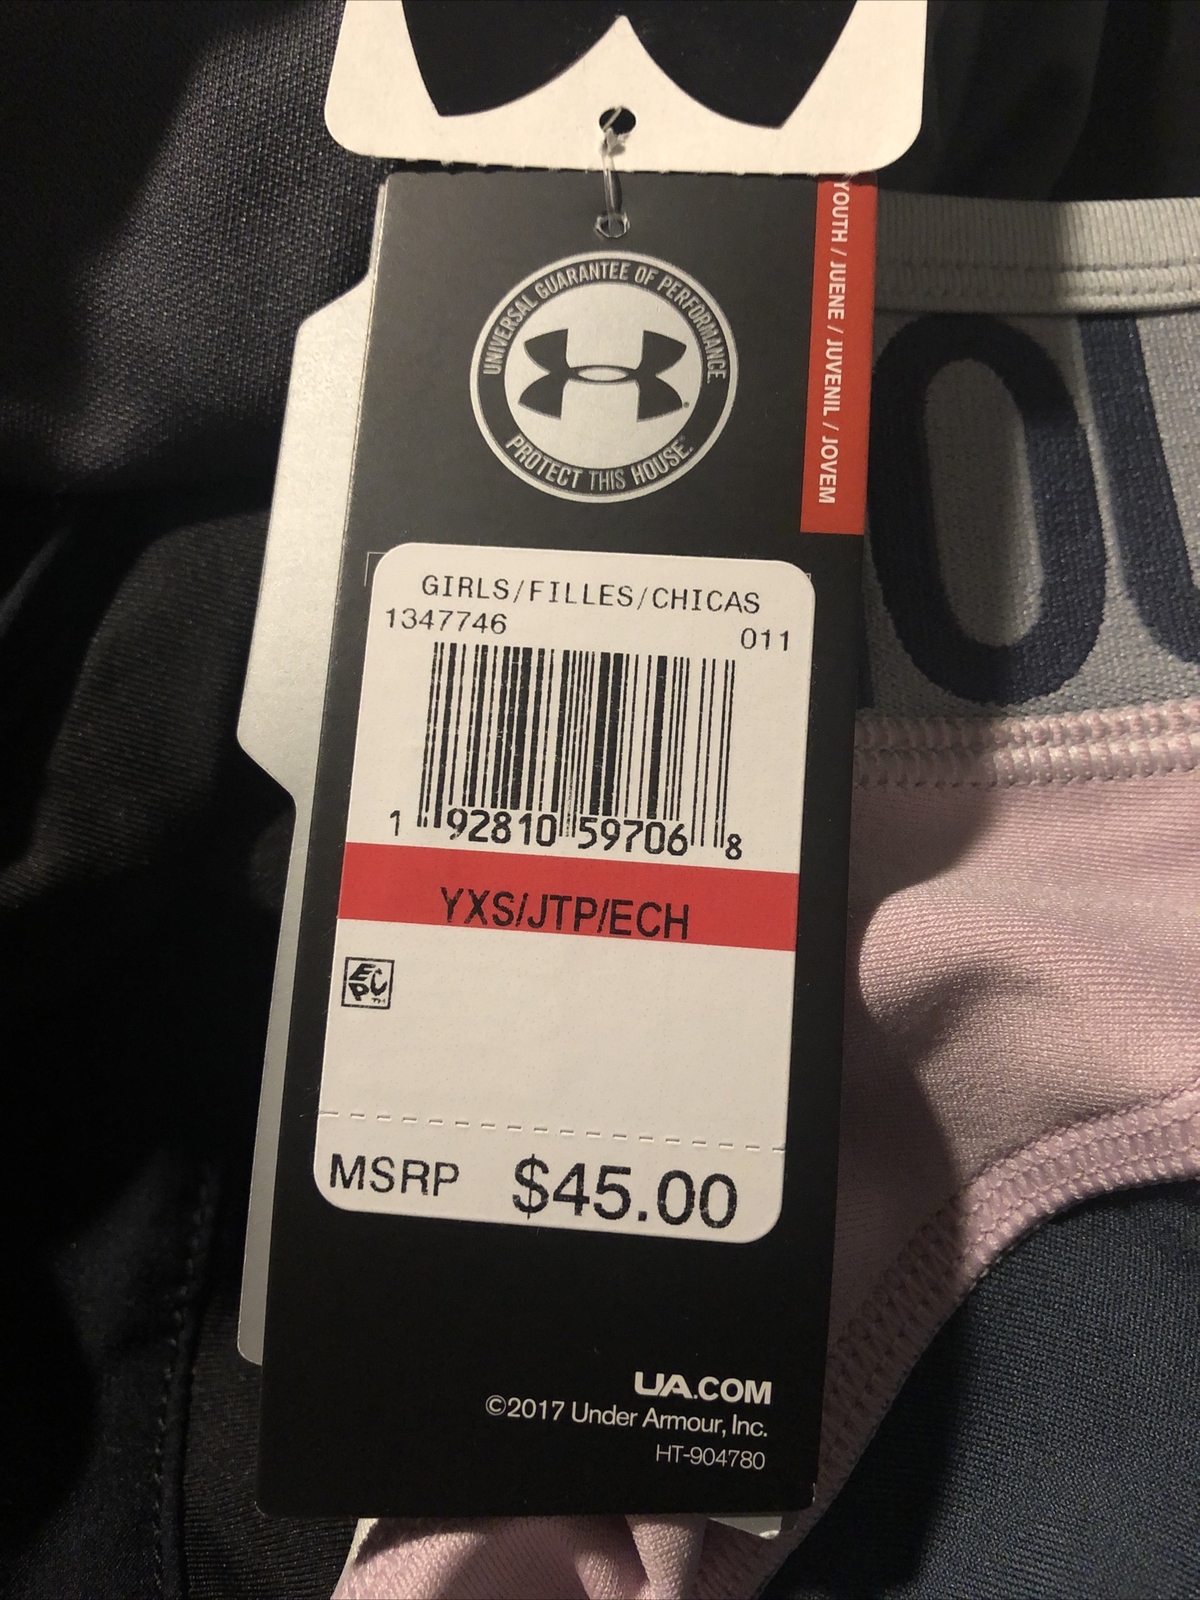 YOUTH / JUENE / JUVENIL / JOVEM
UNIVERSAL GUARANTEE OF PERFORMANCE.
PROTECT THIS HOUSE.
GIRLS/FILLES/CHICAS
1347746 011
1 92810 59706 8
YXS/JTP/ECH
EPC™
MSRP $45.00
UA.COM
©2017 Under Armour, Inc.
HT-904780